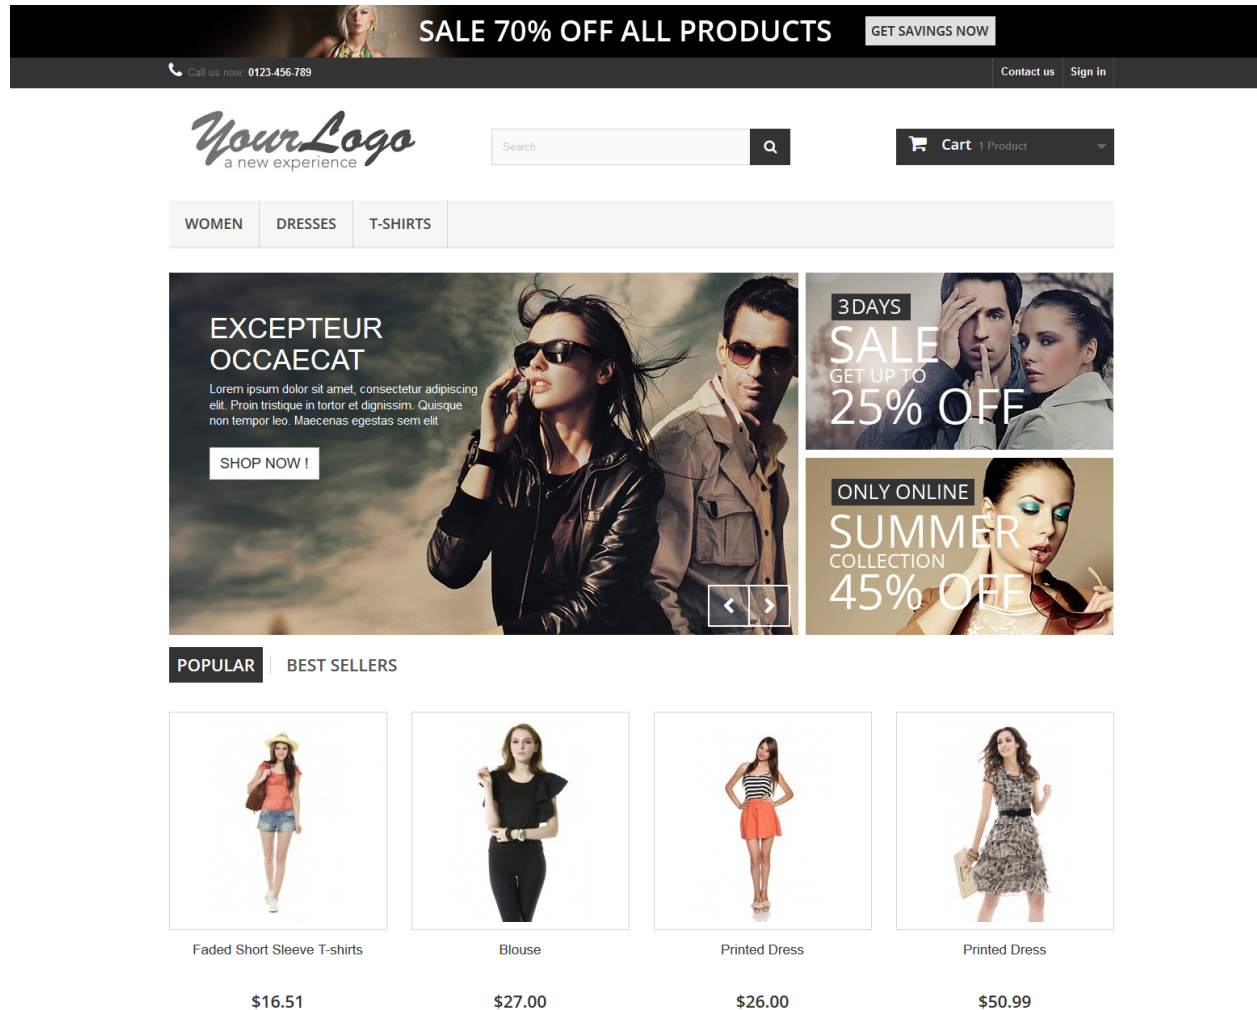 SALE 70% OFF ALL PRODUCTS GET SAVINGS NOW
Call us now: 0123-456-789 Contact us Sign in
YourLogo
a new experience
Search
Cart 1 Product
WOMEN DRESSES T-SHIRTS
EXCEPTEUR
OCCAECAT
Lorem ipsum dolor sit amet, consectetur adipiscing
elit. Proin tristique in tortor et dignissim. Quisque
non tempor leo. Maecenas egestas sem elit
SHOP NOW !
3 DAYS
SALE
GET UP TO
25% OFF
ONLY ONLINE
SUMMER
COLLECTION
45% OFF
POPULAR BEST SELLERS
Faded Short Sleeve T-shirts
$16.51
Blouse
$27.00
Printed Dress
$26.00
Printed Dress
$50.99